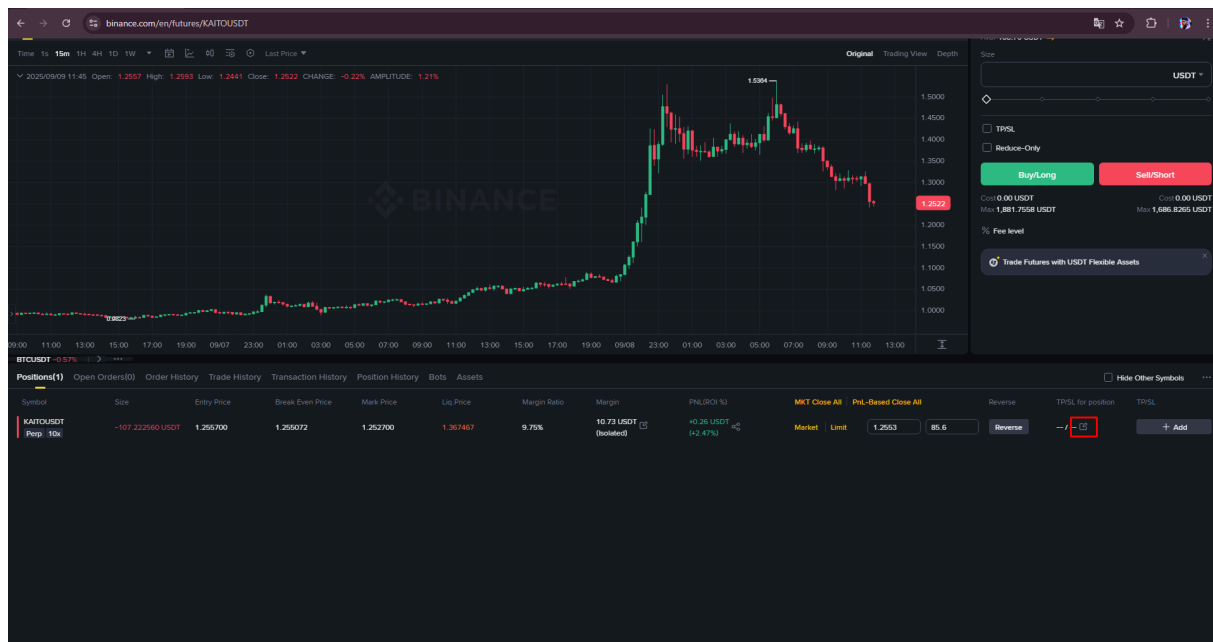 binance.com/en/futures/KAITOUSDT
Time 1s 15m 1H 4H 1D 1W Last Price Original Trading View Depth
2025/09/09 11:45 Open: 1.2557 High: 1.2593 Low: 1.2441 Close: 1.2522 CHANGE: -0.22% AMPLITUDE: 1.21%
1.5364
1.5000
1.4500
1.4000
1.3500
1.3000
1.2522
1.2000
1.1500
1.1000
1.0500
1.0000
0.9623
BINANCE
09:00 11:00 13:00 15:00 17:00 19:00 09/07 23:00 01:00 03:00 05:00 07:00 09:00 11:00 13:00 15:00 17:00 19:00 09/08 23:00 01:00 03:00 05:00 07:00 09:00 11:00 13:00
Size
USDT
TP/SL
Reduce-Only
Buy/Long Sell/Short
Cost 0.00 USDT Cost 0.00 USDT
Max 1,881.7558 USDT Max 1,686.8265 USDT
% Fee level
Trade Futures with USDT Flexible Assets
BTCUSDT -0.57%
Positions(1) Open Orders(0) Order History Trade History Transaction History Position History Bots Assets Hide Other Symbols
Symbol Size Entry Price Break Even Price Mark Price Liq.Price Margin Ratio Margin PNL(ROI %) MKT Close All PnL-Based Close All Reverse TP/SL for position TP/SL
KAITOUSDT -107.222560 USDT 1.255700 1.255072 1.252700 1.367467 9.75% 10.73 USDT +0.26 USDT Market Limit 1.2553 85.6 Reverse -- / -- + Add
Perp 10x (Isolated) (+2.47%)